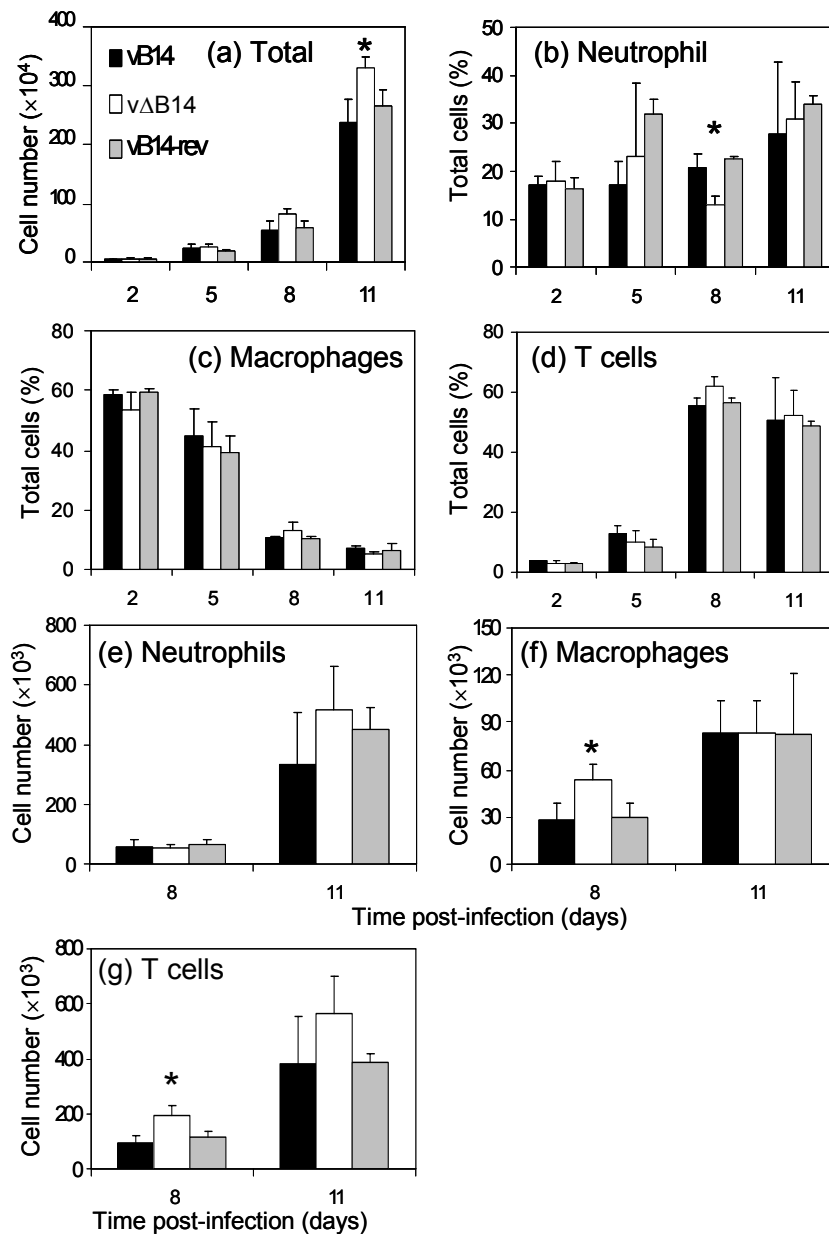 (a) Total
*
vB14
vΔB14
vB14-rev
Cell number (×10⁴)
400
300
200
100
0
2 5 8 11
(b) Neutrophil
*
Total cells (%)
50
40
30
20
10
0
2 5 8 11
(c) Macrophages
Total cells (%)
80
60
40
20
0
2 5 8 11
(d) T cells
Total cells (%)
80
60
40
20
0
2 5 8 11
(e) Neutrophils
Cell number (×10³)
800
600
400
200
0
8 11
(f) Macrophages
*
Cell number (×10³)
150
120
90
60
30
0
8 11
Time post-infection (days)
(g) T cells
*
Cell number (×10³)
800
600
400
200
0
8 11
Time post-infection (days)